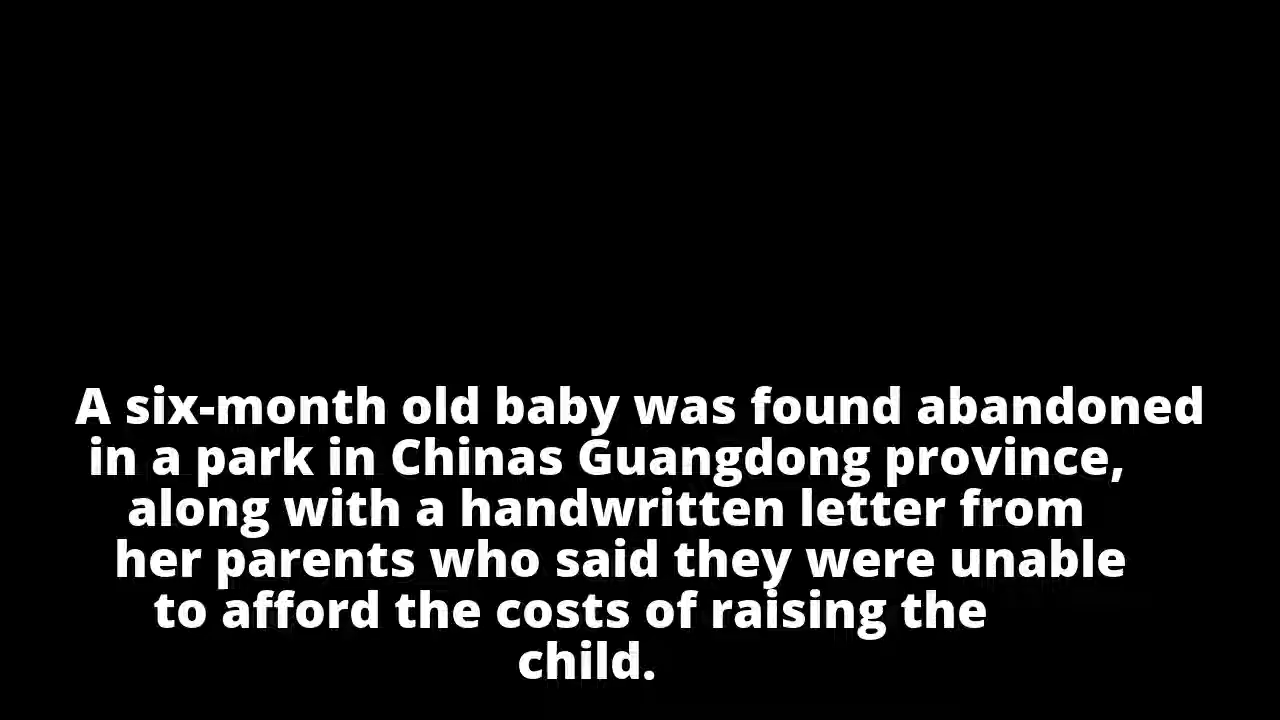 A six-month old baby was found abandoned
in a park in Chinas Guangdong province,
along with a handwritten letter from
her parents who said they were unable
to afford the costs of raising the
child.